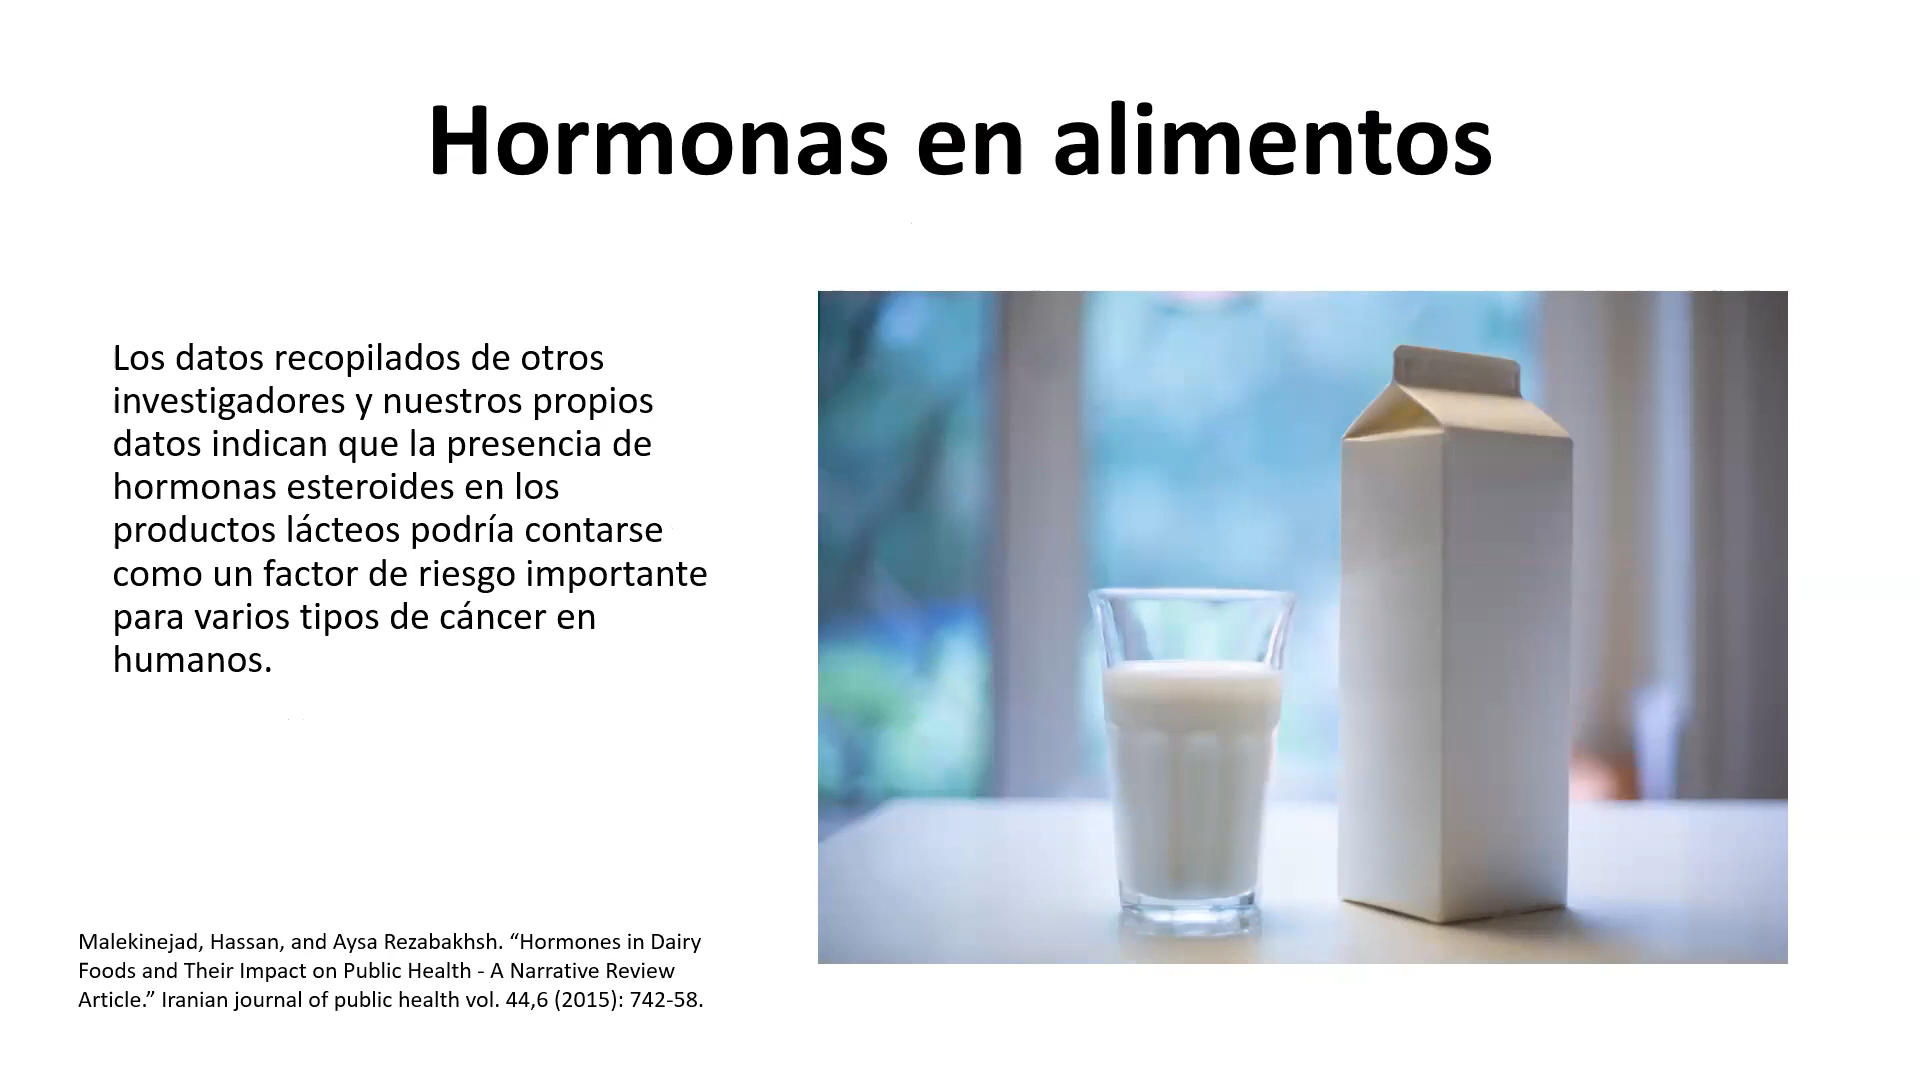 Hormonas en alimentos
Los datos recopilados de otros
investigadores y nuestros propios
datos indican que la presencia de
hormonas esteroides en los
productos lácteos podría contarse
como un factor de riesgo importante
para varios tipos de cáncer en
humanos.
Malekinejad, Hassan, and Aysa Rezabakhsh. “Hormones in Dairy
Foods and Their Impact on Public Health - A Narrative Review
Article.” Iranian journal of public health vol. 44,6 (2015): 742-58.